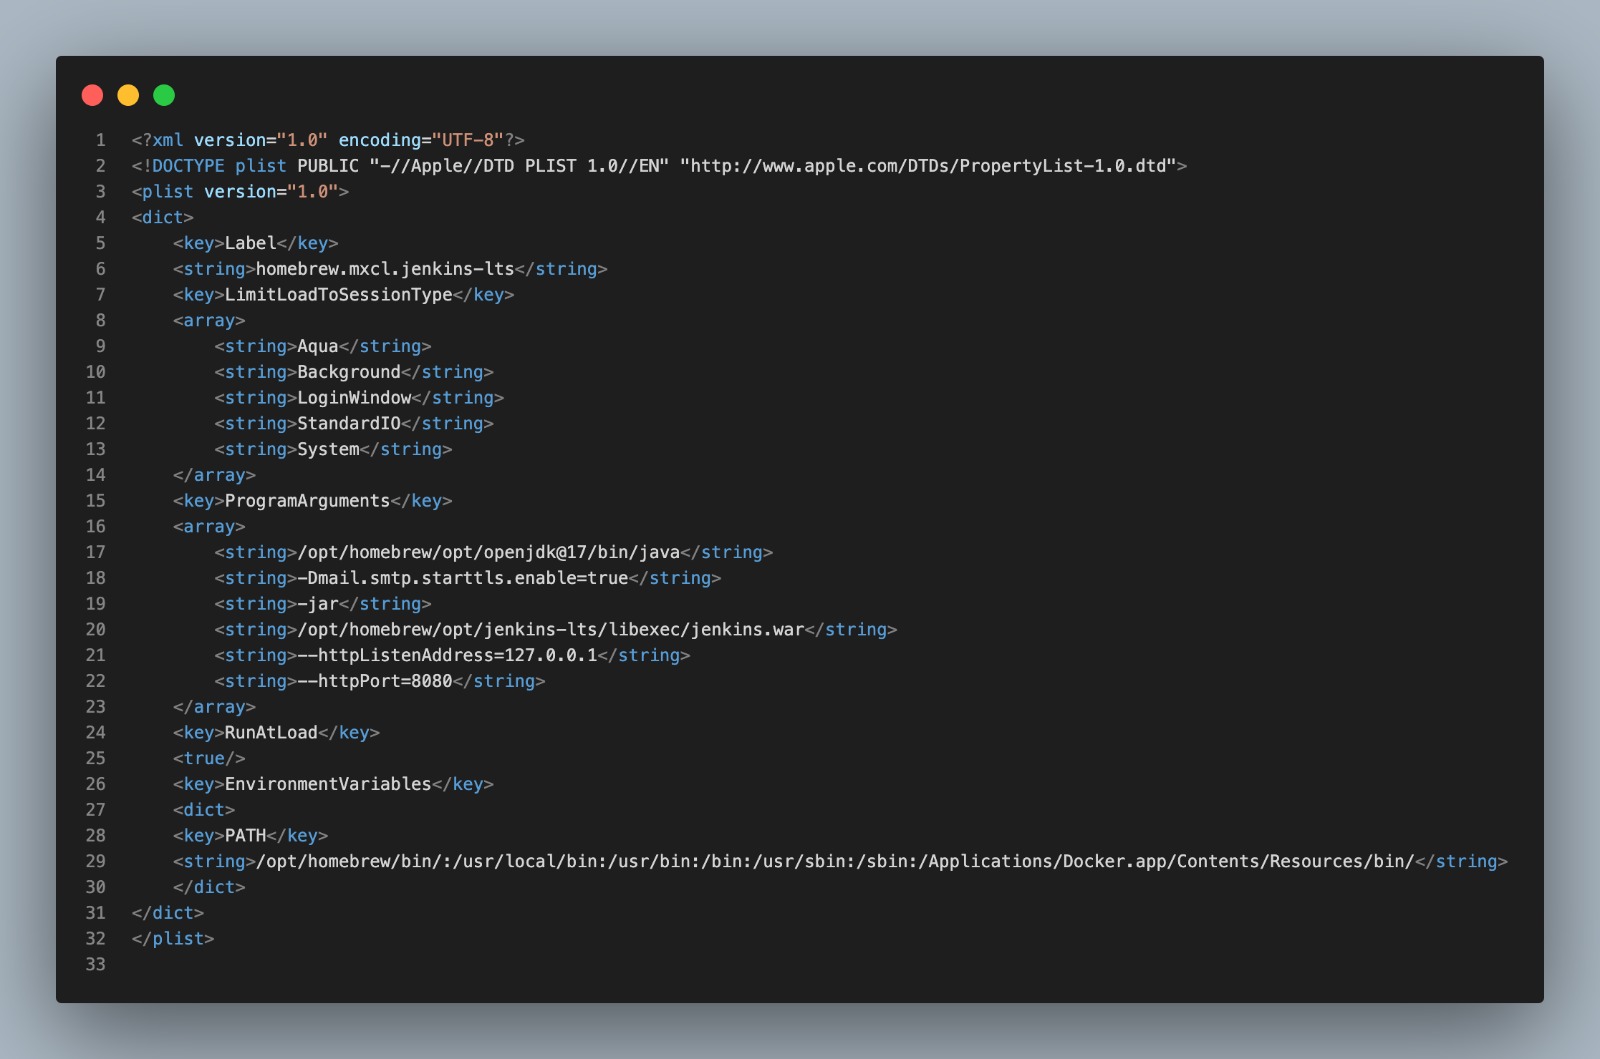 1 <?xml version="1.0" encoding="UTF-8"?>
2 <!DOCTYPE plist PUBLIC "-//Apple//DTD PLIST 1.0//EN" "http://www.apple.com/DTDs/PropertyList-1.0.dtd">
3 <plist version="1.0">
4 <dict>
5     <key>Label</key>
6     <string>homebrew.mxcl.jenkins-lts</string>
7     <key>LimitLoadToSessionType</key>
8     <array>
9         <string>Aqua</string>
10         <string>Background</string>
11         <string>LoginWindow</string>
12         <string>StandardIO</string>
13         <string>System</string>
14     </array>
15     <key>ProgramArguments</key>
16     <array>
17         <string>/opt/homebrew/opt/openjdk@17/bin/java</string>
18         <string>-Dmail.smtp.starttls.enable=true</string>
19         <string>-jar</string>
20         <string>/opt/homebrew/opt/jenkins-lts/libexec/jenkins.war</string>
21         <string>--httpListenAddress=127.0.0.1</string>
22         <string>--httpPort=8080</string>
23     </array>
24     <key>RunAtLoad</key>
25     <true/>
26     <key>EnvironmentVariables</key>
27     <dict>
28     <key>PATH</key>
29     <string>/opt/homebrew/bin/:/usr/local/bin:/usr/bin:/bin:/usr/sbin:/sbin:/Applications/Docker.app/Contents/Resources/bin/</string>
30     </dict>
31 </dict>
32 </plist>
33